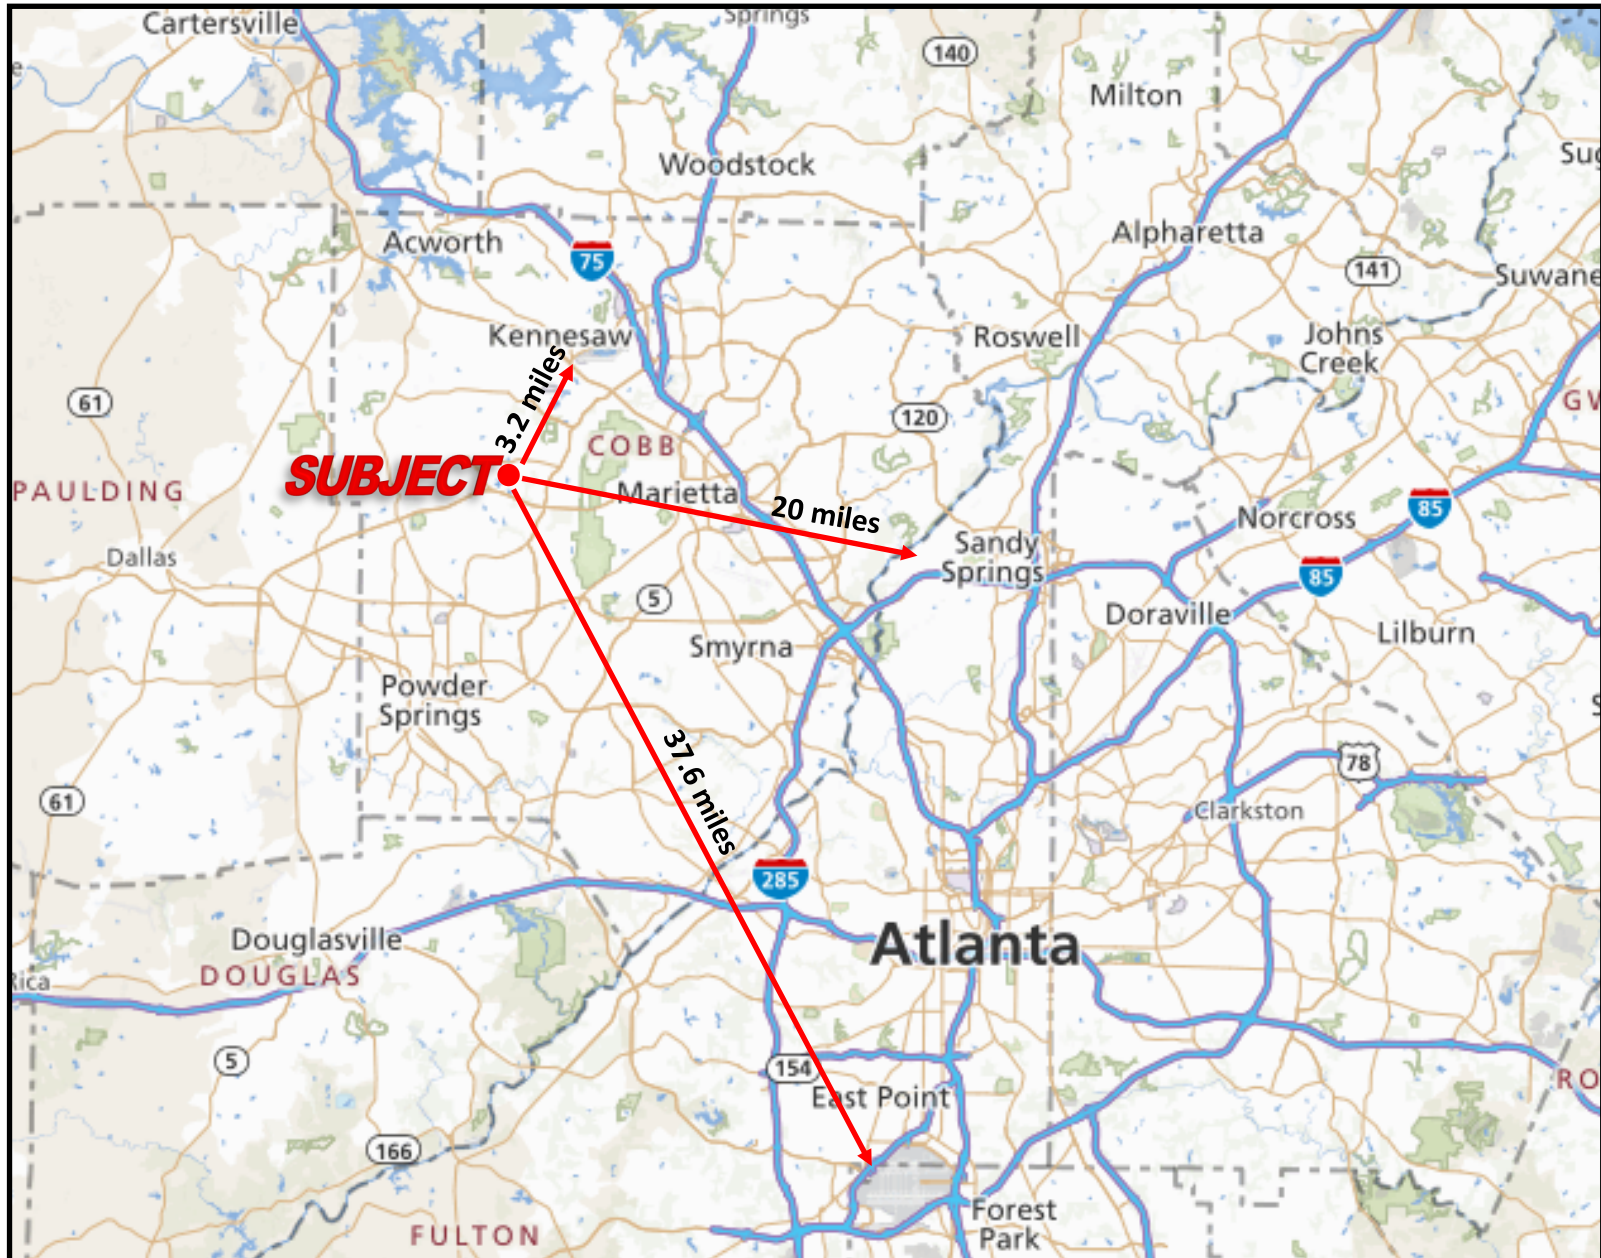 Cartersville
Springs
140
Milton
Woodstock
Acworth
75
Alpharetta
141
Suwane
Kennesaw
Roswell
Johns
Creek
61
3.2 miles
120
COBB
SUBJECT
PAULDING
Marietta
20 miles
85
Norcross
Dallas
Sandy
Springs
85
5
Doraville
Smyrna
Lilburn
Powder
Springs
37.6 miles
78
61
Clarkston
285
Douglasville
Atlanta
DOUGLAS
Rica
5
154
RO
East Point
166
Forest
Park
FULTON